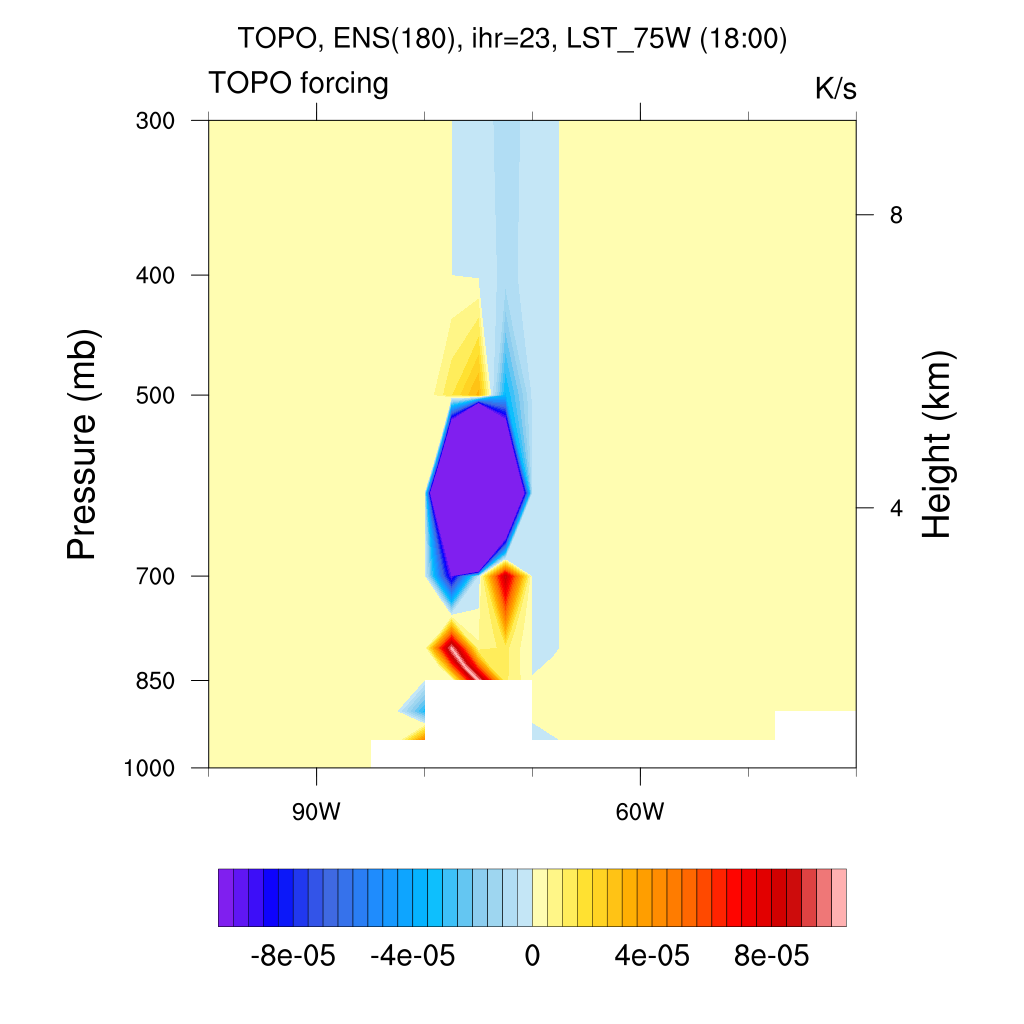 TOPO, ENS(180), ihr=23, LST_75W (18:00)
TOPO forcing
K/s
300
400
500
700
850
1000
Pressure (mb)
8
4
Height (km)
90W
60W
-8e-05
-4e-05
0
4e-05
8e-05